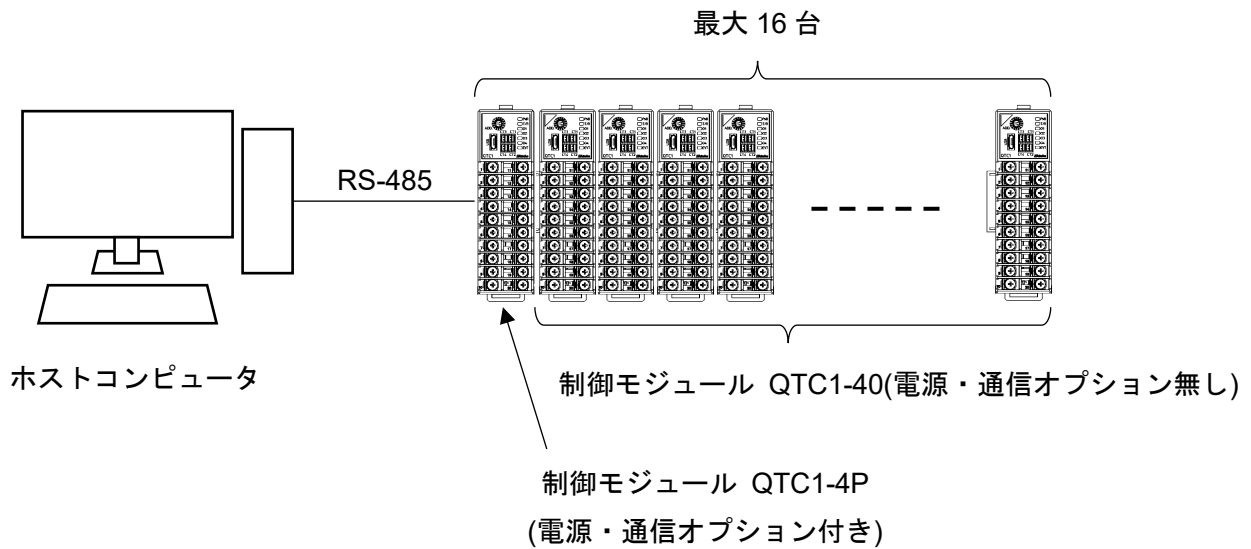 最大 16 台
RS-485
ホストコンピュータ
制御モジュール QTC1-40(電源・通信オプション無し)
制御モジュール QTC1-4P
(電源・通信オプション付き)